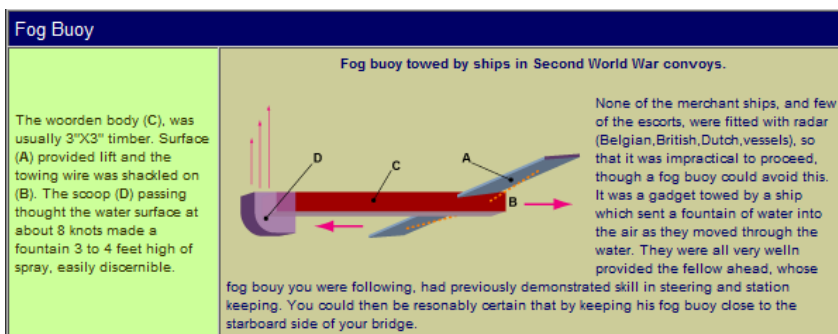 Fog Buoy
The woorden body (C), was
usually 3"X3" timber. Surface
(A) provided lift and the
towing wire was shackled on
(B). The scoop (D) passing
thought the water surface at
about 8 knots made a
fountain 3 to 4 feet high of
spray, easily discernible.
Fog buoy towed by ships in Second World War convoys.
D
C
A
B
None of the merchant ships, and few
of the escorts, were fitted with radar
(Belgian,British,Dutch,vessels), so
that it was impractical to proceed,
though a fog buoy could avoid this.
It was a gadget towed by a ship
which sent a fountain of water into
the air as they moved through the
water. They were all very welln
provided the fellow ahead, whose
fog bouy you were following, had previously demonstrated skill in steering and station
keeping. You could then be resonably certain that by keeping his fog buoy close to the
starboard side of your bridge.